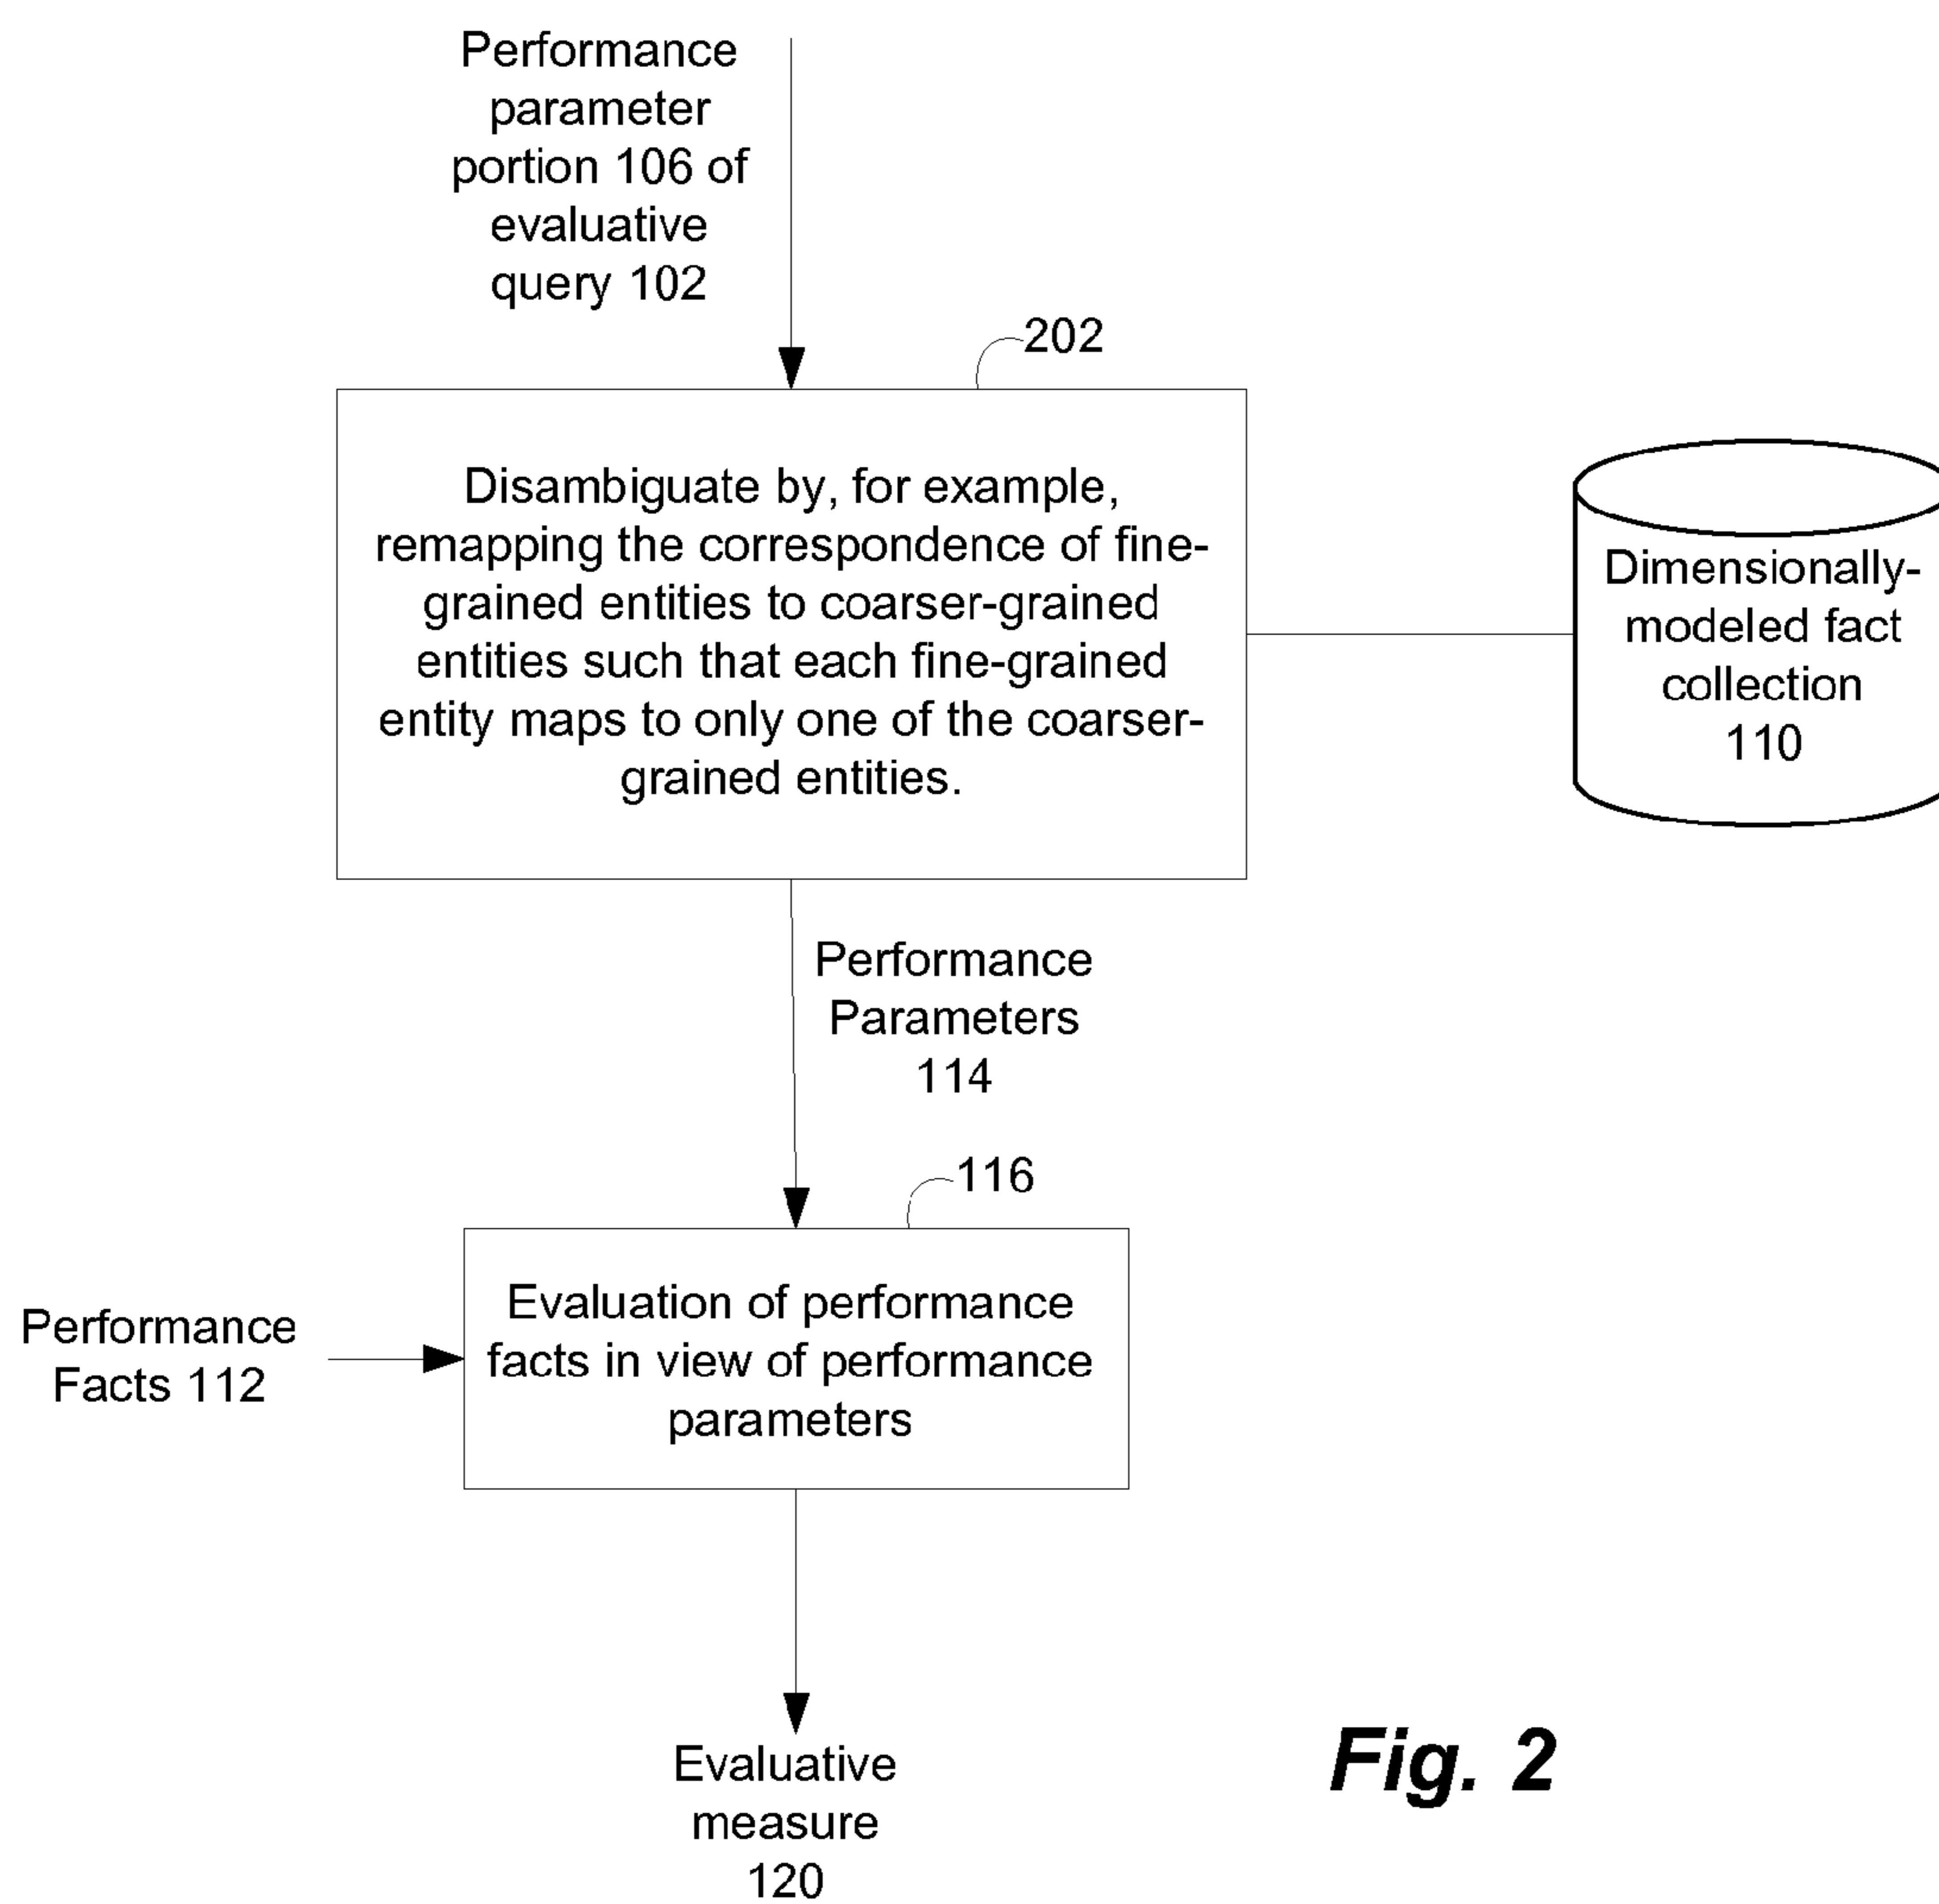 Performance
parameter
portion 106 of
evaluative
query 102
202
Disambiguate by, for example,
remapping the correspondence of fine-
grained entities to coarser-grained
entities such that each fine-grained
entity maps to only one of the coarser-
grained entities.
Dimensionally-
modeled fact
collection
110
Performance
Parameters
114
116
Evaluation of performance
facts in view of performance
parameters
Performance
Facts 112
Evaluative
measure
120
Fig. 2